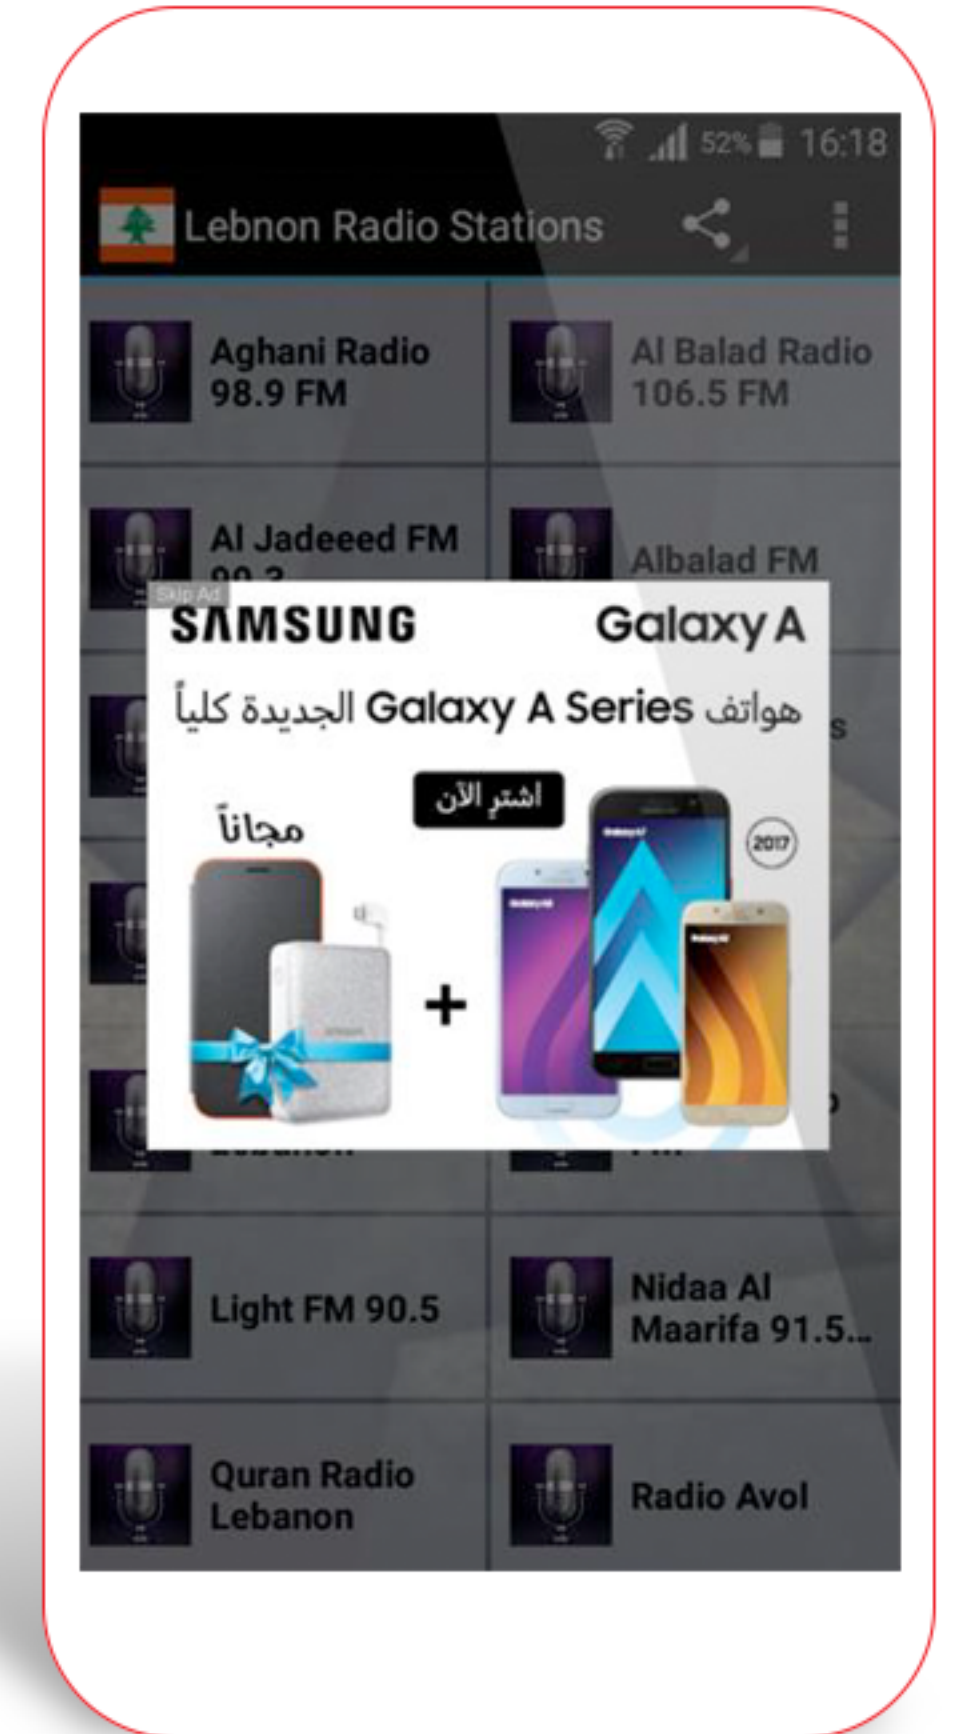 52% 16:18
Lebnon Radio Stations
Aghani Radio
98.9 FM
Al Balad Radio
106.5 FM
Al Jadeeed FM
Albalad FM
Skip Ad
SAMSUNG
Galaxy A
هواتف Galaxy A Series الجديدة كلياً
اشترِ الآن
مجاناً
2017
+
Light FM 90.5
Nidaa Al
Maarifa 91.5...
Quran Radio
Lebanon
Radio Avol